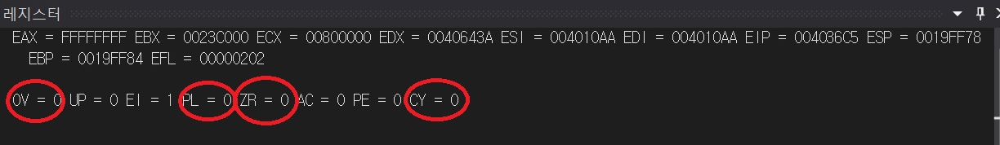 레지스터
EAX = FFFFFFFF EBX = 0023C000 ECX = 00800000 EDX = 0040643A ESI = 004010AA EDI = 004010AA EIP = 004036C5 ESP = 0019FF78
EBP = 0019FF84 EFL = 00000202
OV = 0 UP = 0 EI = 1 PL = 0 ZR = 0 AC = 0 PE = 0 CY = 0